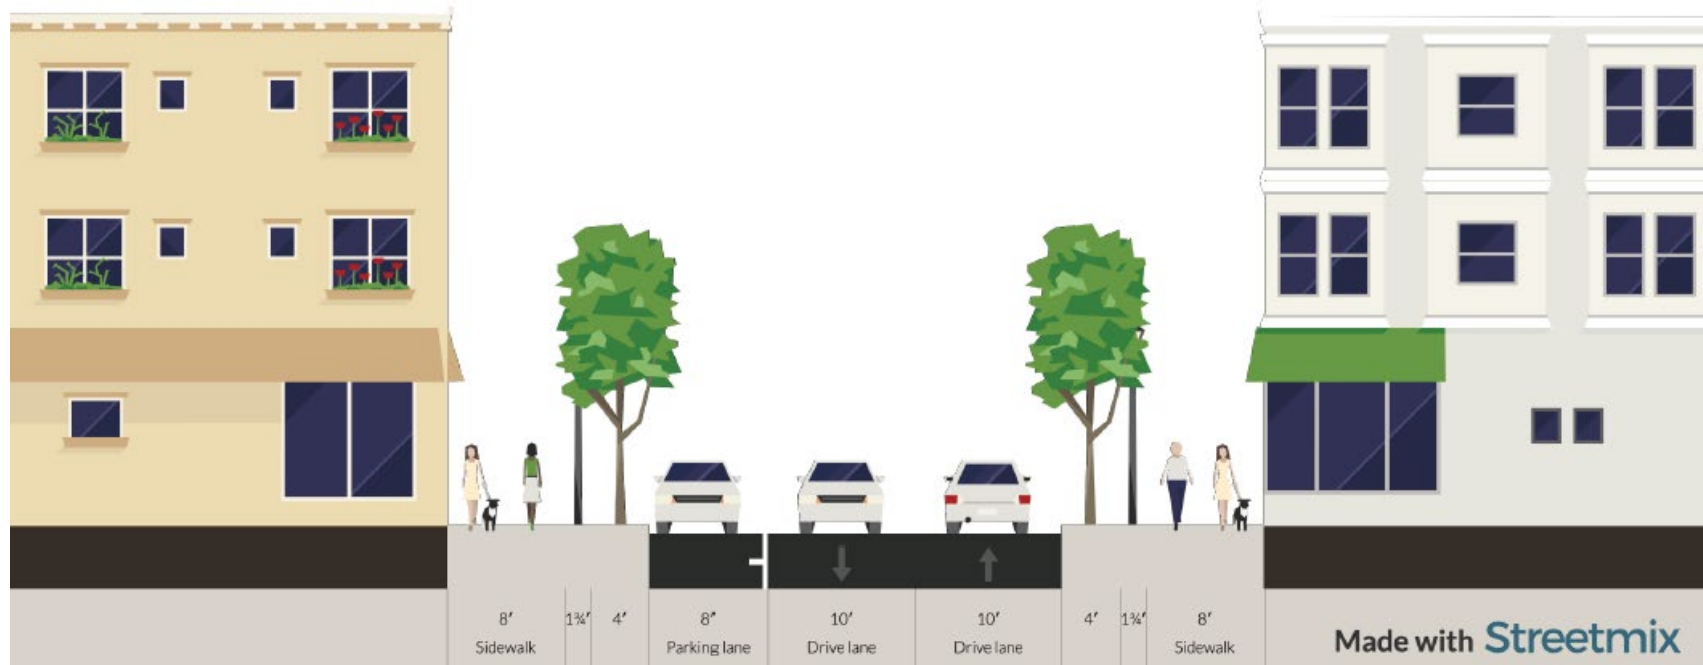 8′ 1¾′ 4′ 8′ 10′ 10′ 4′ 1¾′ 8′
Sidewalk Parking lane Drive lane Drive lane Sidewalk
Made with Streetmix